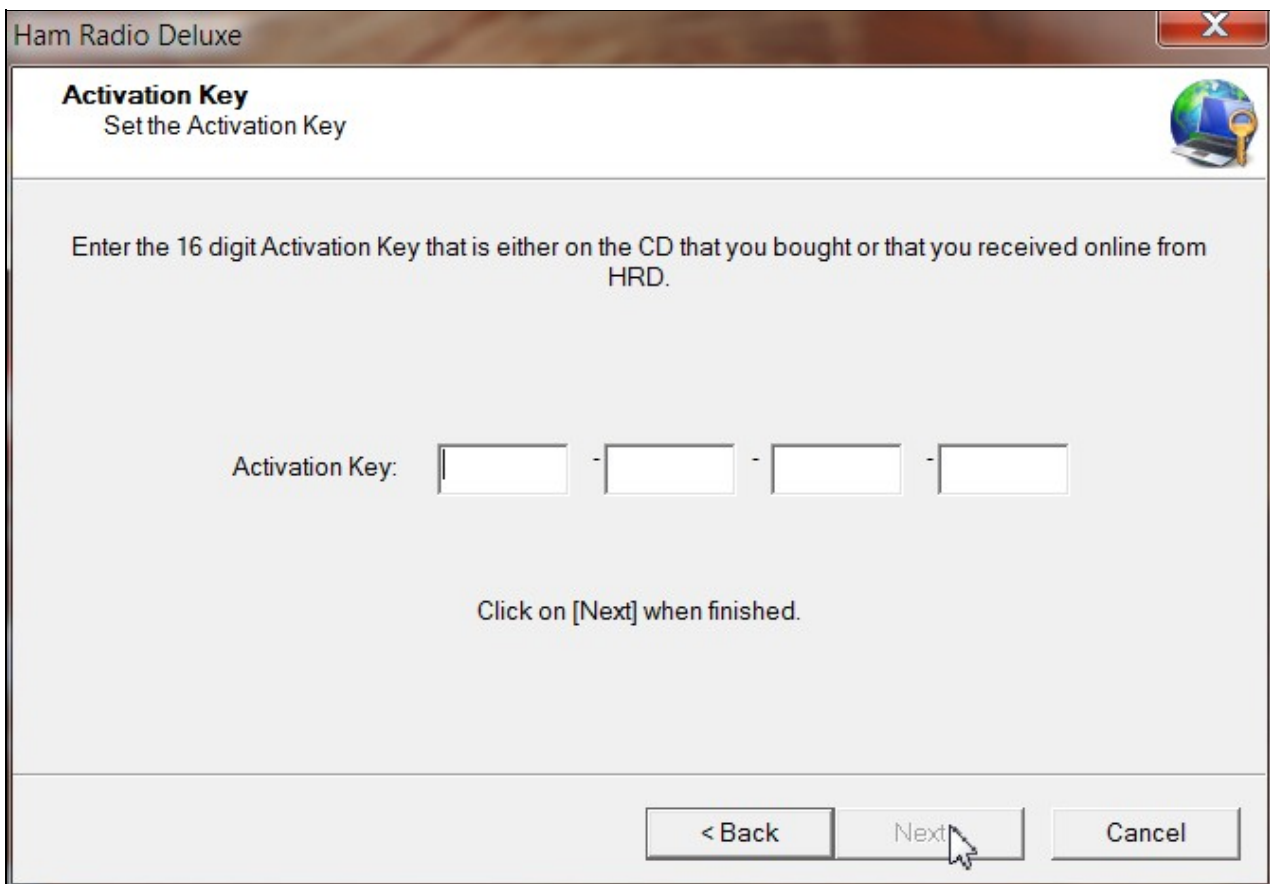 Ham Radio Deluxe
X
Activation Key
Set the Activation Key
Enter the 16 digit Activation Key that is either on the CD that you bought or that you received online from
HRD.
Activation Key: - - -
Click on [Next] when finished.
< Back Next Cancel